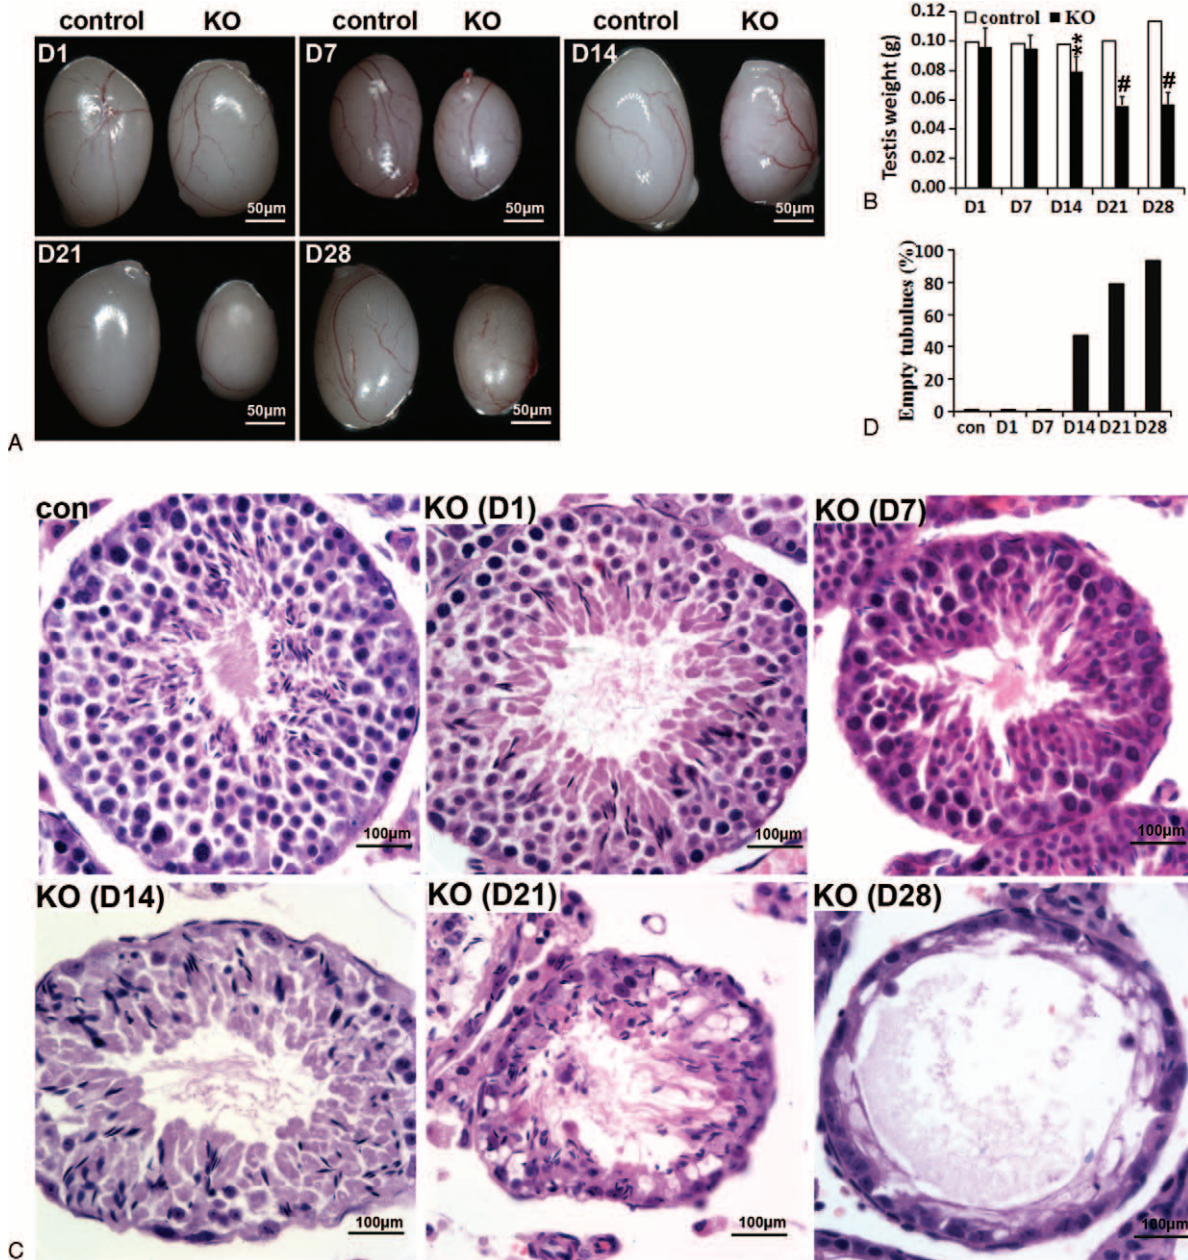 control KO control KO control KO
D1 D7 D14
50µm 50µm 50µm
D21 D28
50µm 50µm
A
0.12
0.10
0.08
0.06
0.04
0.02
0.00
Testis weight (g)
control KO
** # #
D1 D7 D14 D21 D28
B
100
80
60
40
20
0
Empty tubulues (%)
con D1 D7 D14 D21 D28
D
con KO (D1) KO (D7)
100µm 100µm 100µm
KO (D14) KO (D21) KO (D28)
100µm 100µm 100µm
C